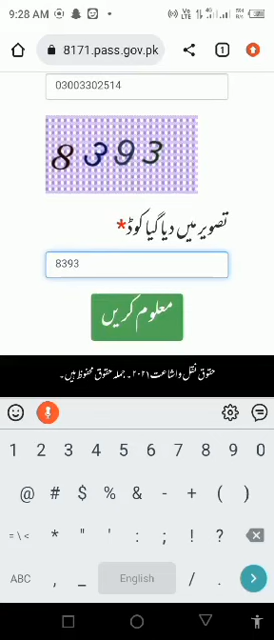 9:28 AM
8171.pass.gov.pk
1
03003302514
8393
تصویر میں دیا گیا کوڈ*
8393
معلوم کریں
حقوق نقل و اشاعت ۲۰۲۱ ۔ جملہ حقوق محفوظ ہیں۔
1 2 3 4 5 6 7 8 9 0
@ # $ % & - + ( )
= \ < * " ' : ; ! ?
ABC , _ English / .